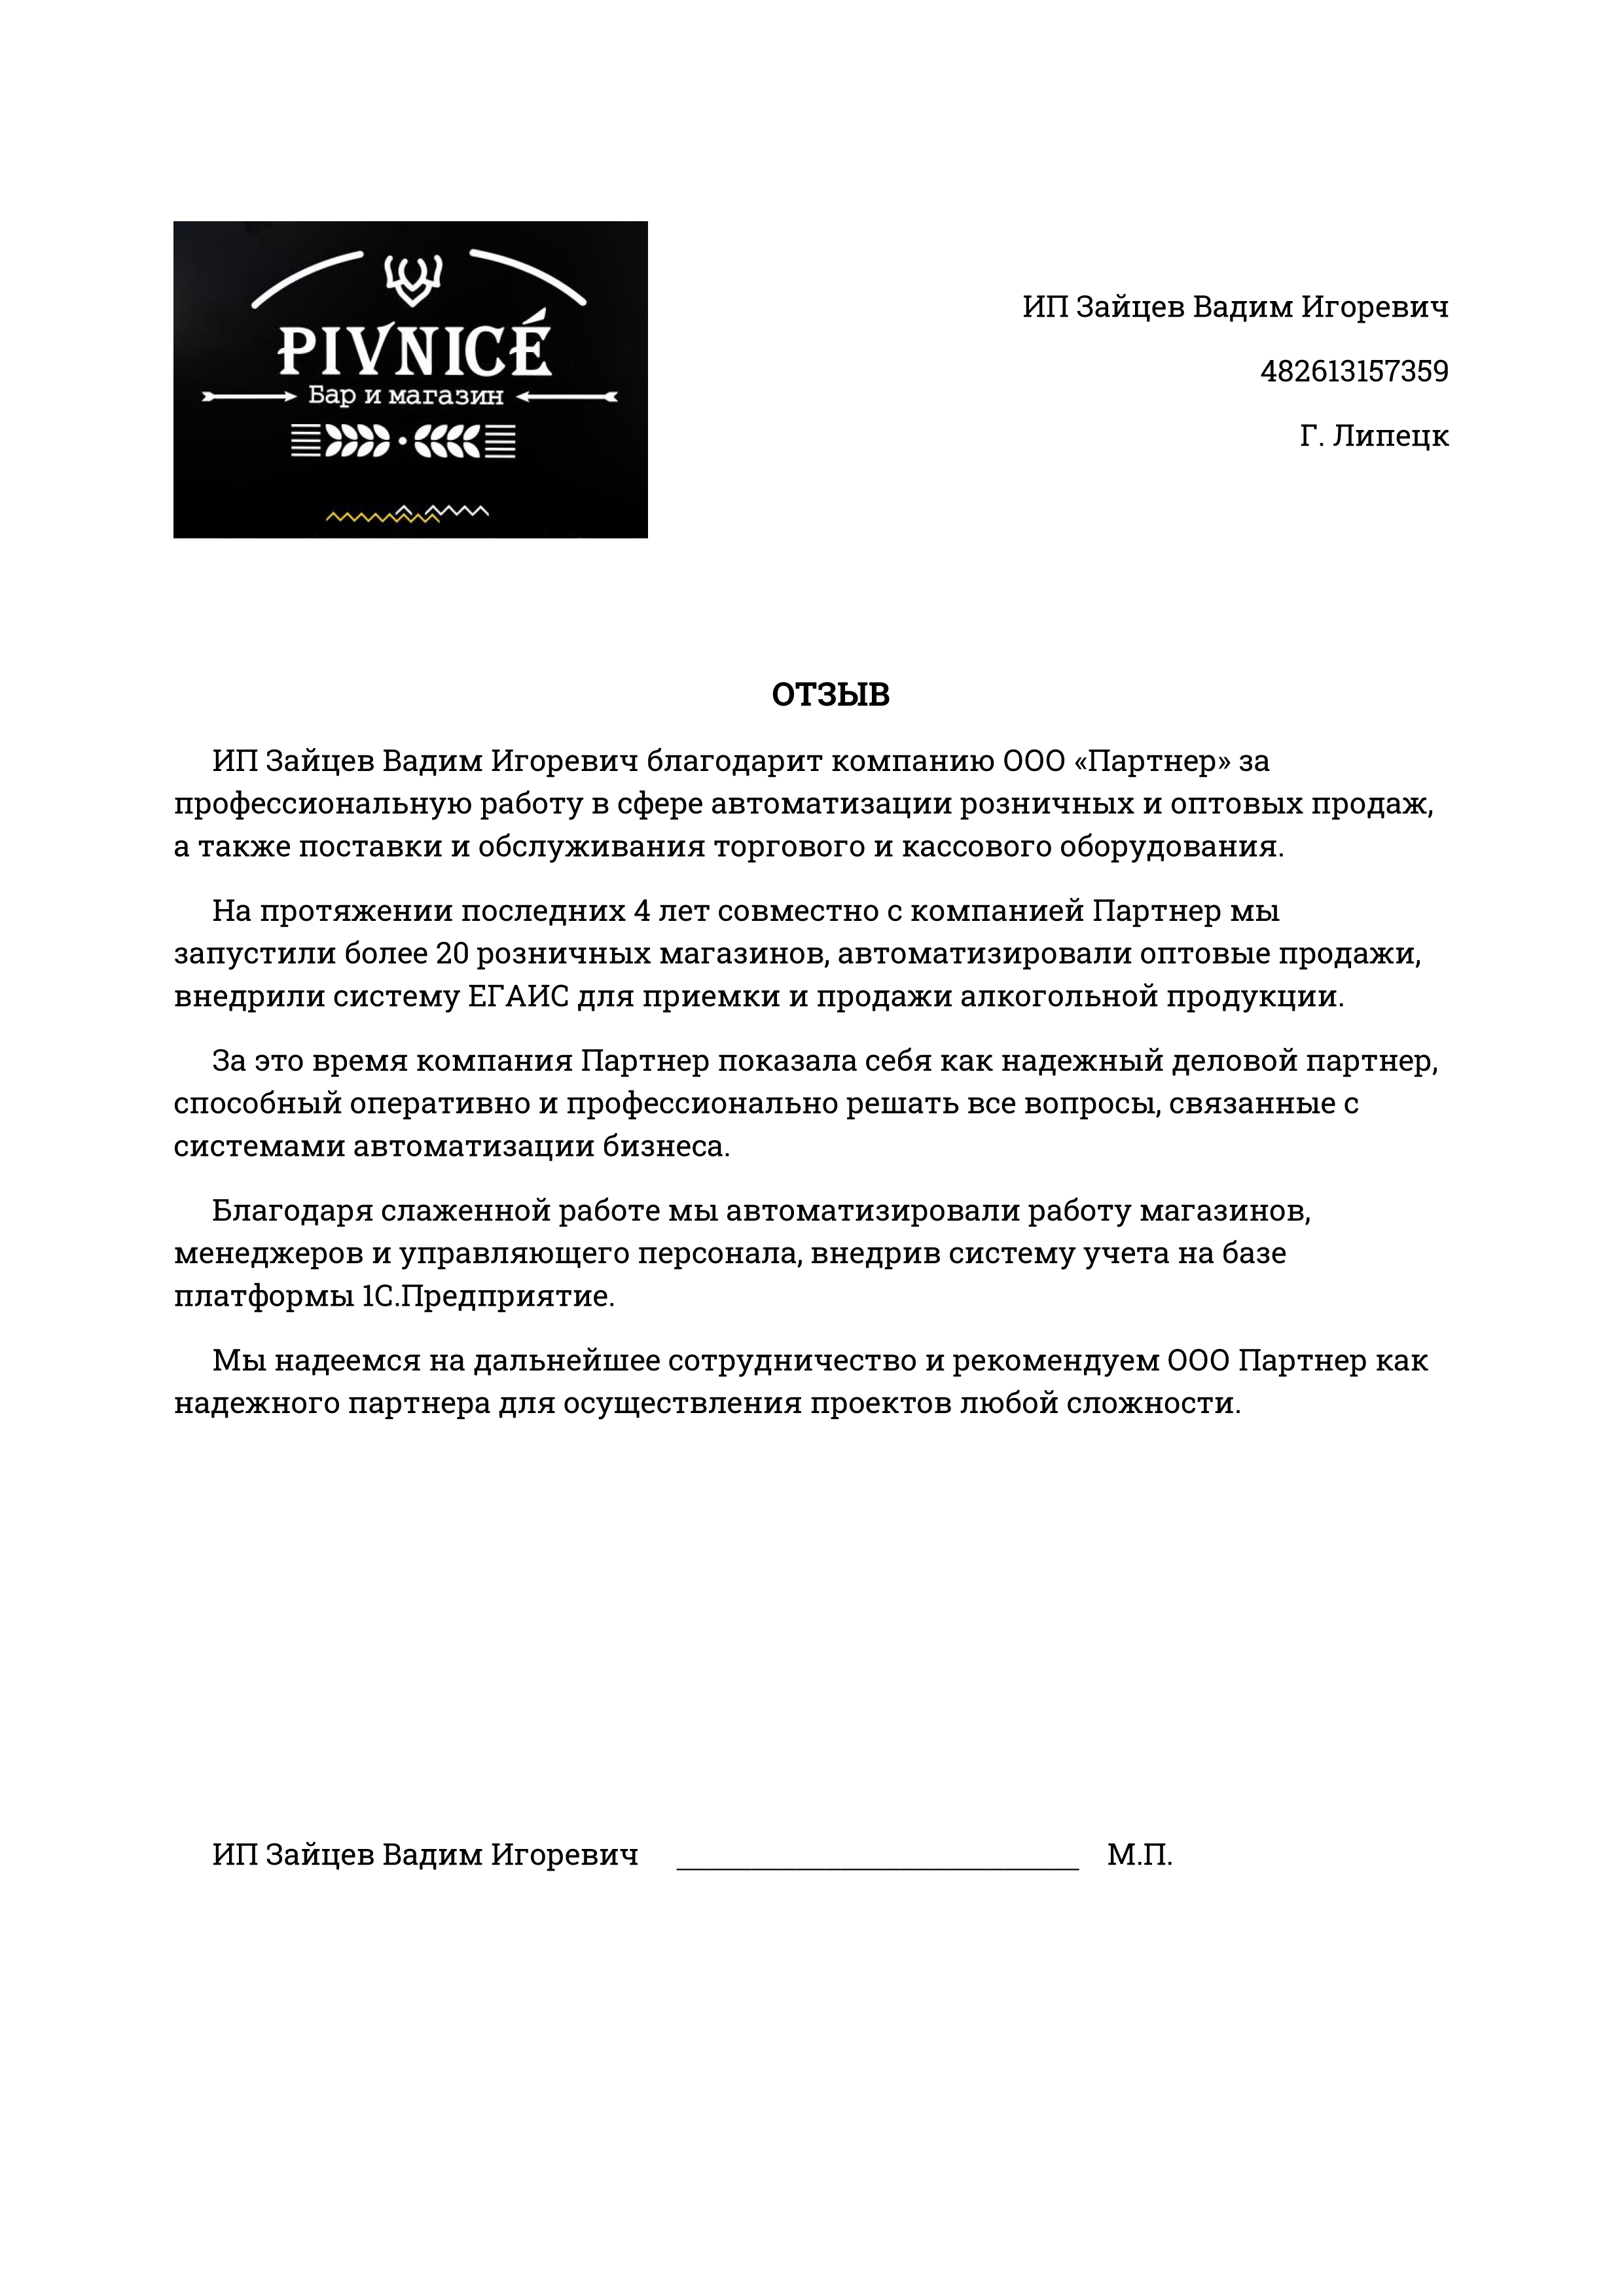 PIVNICÉ
Бар и магазин
ИП Зайцев Вадим Игоревич
482613157359
Г. Липецк
ОТЗЫВ
ИП Зайцев Вадим Игоревич благодарит компанию ООО «Партнер» за
профессиональную работу в сфере автоматизации розничных и оптовых продаж,
а также поставки и обслуживания торгового и кассового оборудования.
На протяжении последних 4 лет совместно с компанией Партнер мы
запустили более 20 розничных магазинов, автоматизировали оптовые продажи,
внедрили систему ЕГАИС для приемки и продажи алкогольной продукции.
За это время компания Партнер показала себя как надежный деловой партнер,
способный оперативно и профессионально решать все вопросы, связанные с
системами автоматизации бизнеса.
Благодаря слаженной работе мы автоматизировали работу магазинов,
менеджеров и управляющего персонала, внедрив систему учета на базе
платформы 1С.Предприятие.
Мы надеемся на дальнейшее сотрудничество и рекомендуем ООО Партнер как
надежного партнера для осуществления проектов любой сложности.
ИП Зайцев Вадим Игоревич ___________________________ М.П.